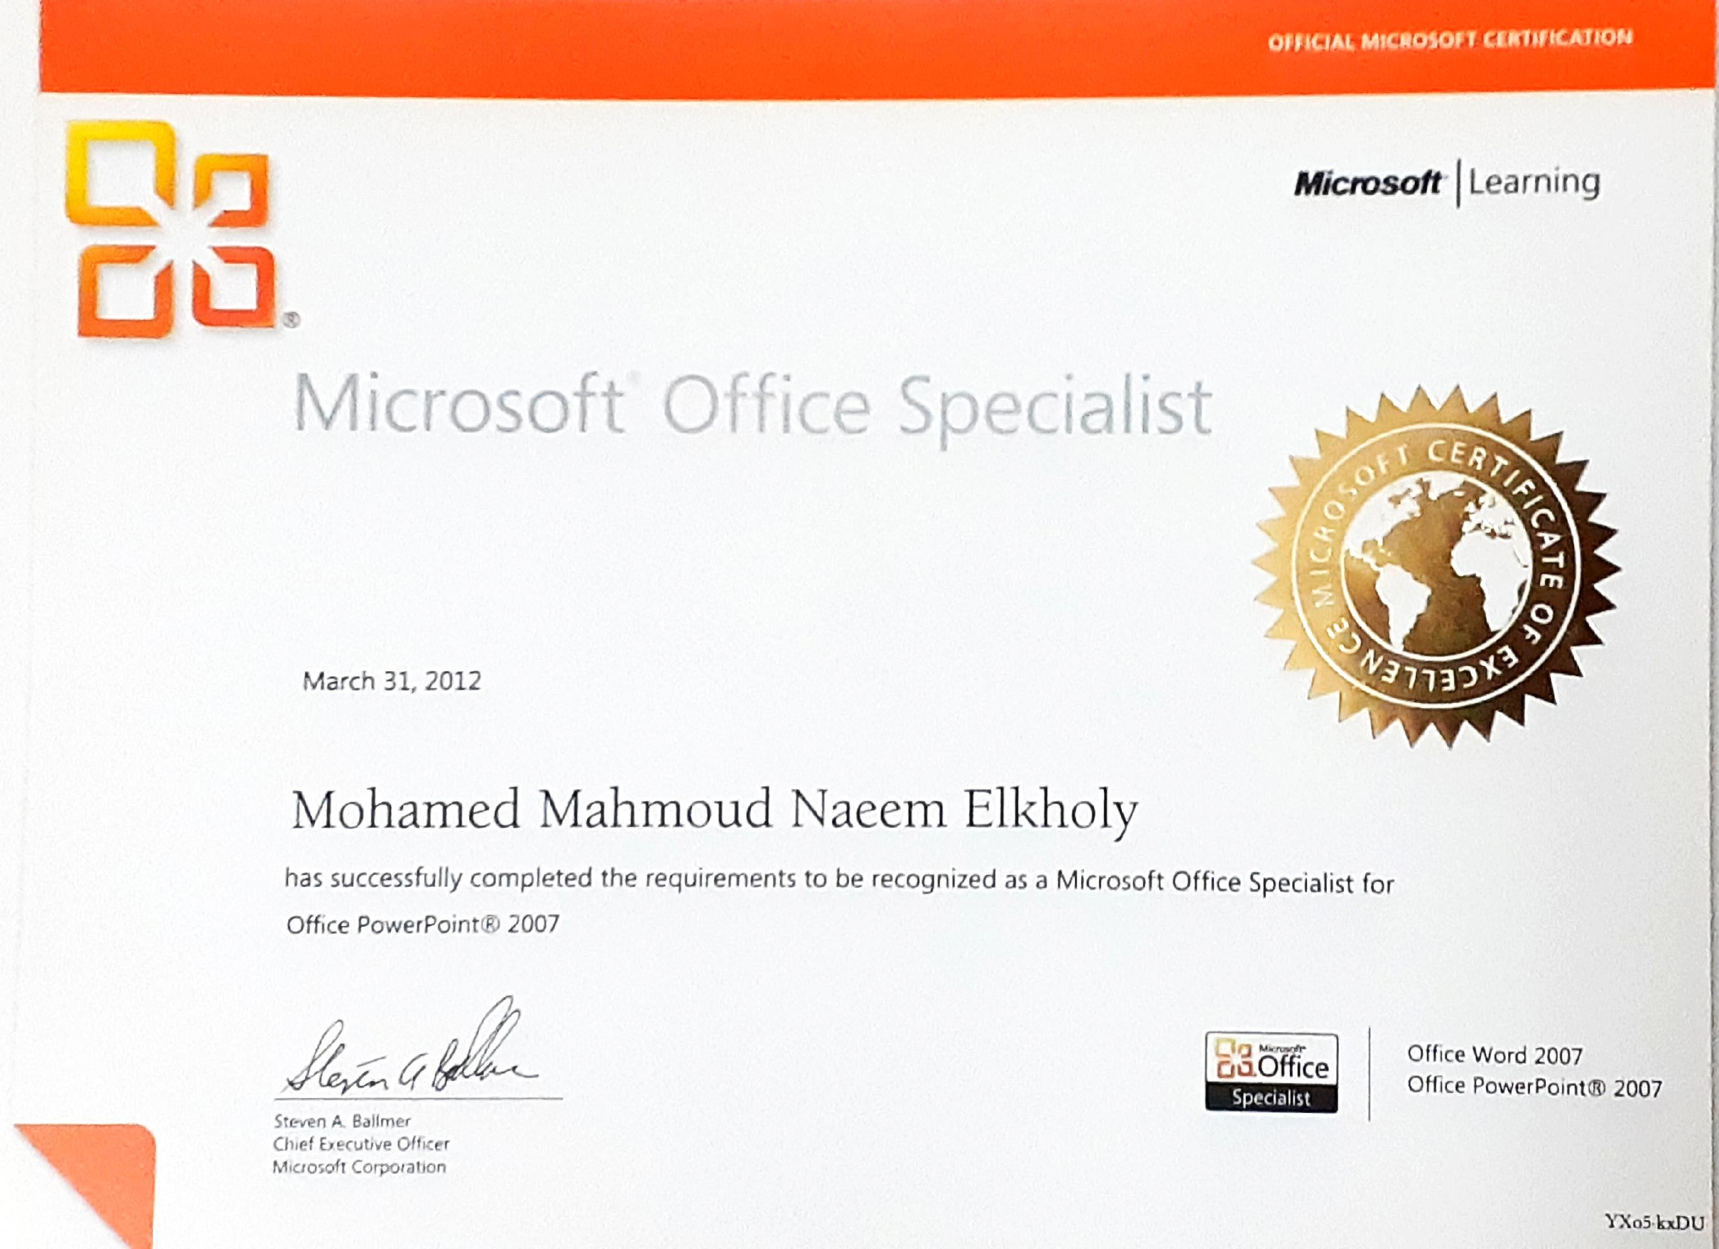 OFFICIAL MICROSOFT CERTIFICATION
Microsoft | Learning
®
Microsoft® Office Specialist
MICROSOFT CERTIFICATE OF EXCELLENCE
March 31, 2012
Mohamed Mahmoud Naeem Elkholy
has successfully completed the requirements to be recognized as a Microsoft Office Specialist for
Office PowerPoint® 2007
Steven A Ballmer
Steven A. Ballmer
Chief Executive Officer
Microsoft Corporation
Microsoft
Office
Specialist
Office Word 2007
Office PowerPoint® 2007
YXo5-kxDU